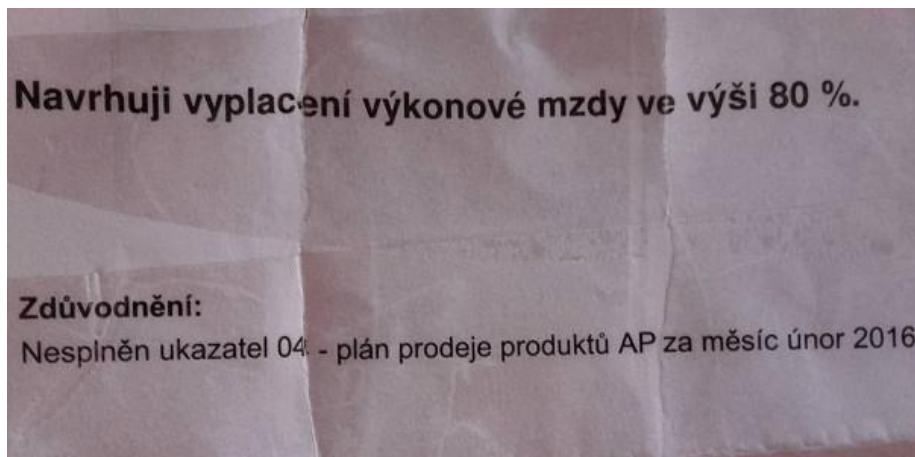 Navrhuji vyplacení výkonové mzdy ve výši 80 %.
Zdůvodnění:
Nesplněn ukazatel 04 - plán prodeje produktů AP za měsíc únor 2016